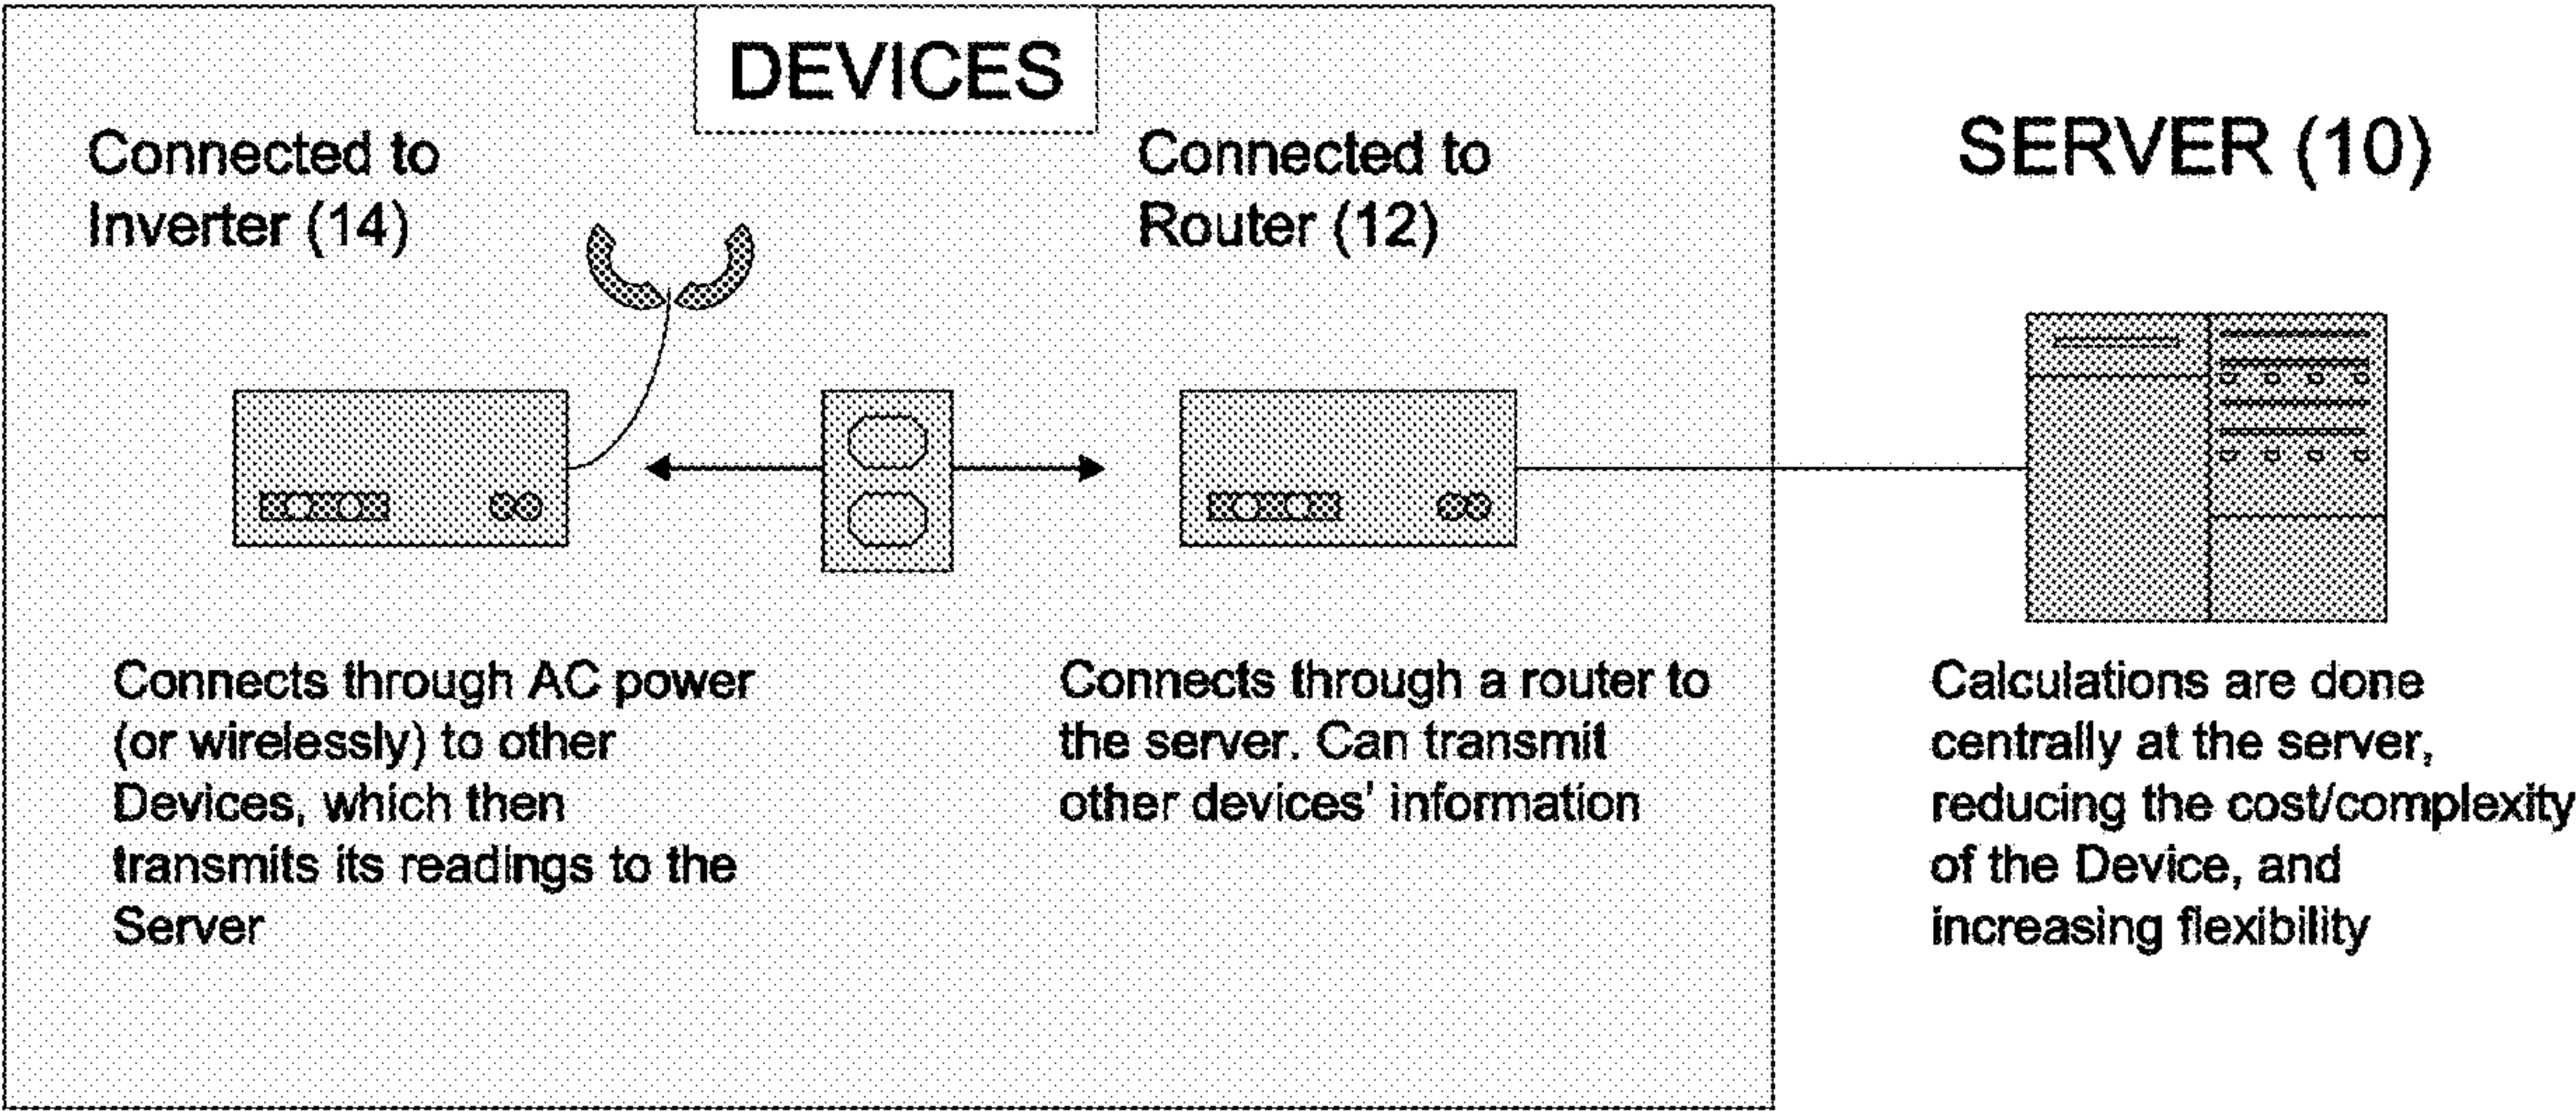 DEVICES
Connected to
Inverter (14)
Connected to
Router (12)
SERVER (10)
Connects through AC power
(or wirelessly) to other
Devices, which then
transmits its readings to the
Server
Connects through a router to
the server. Can transmit
other devices' information
Calculations are done
centrally at the server,
reducing the cost/complexity
of the Device, and
increasing flexibility